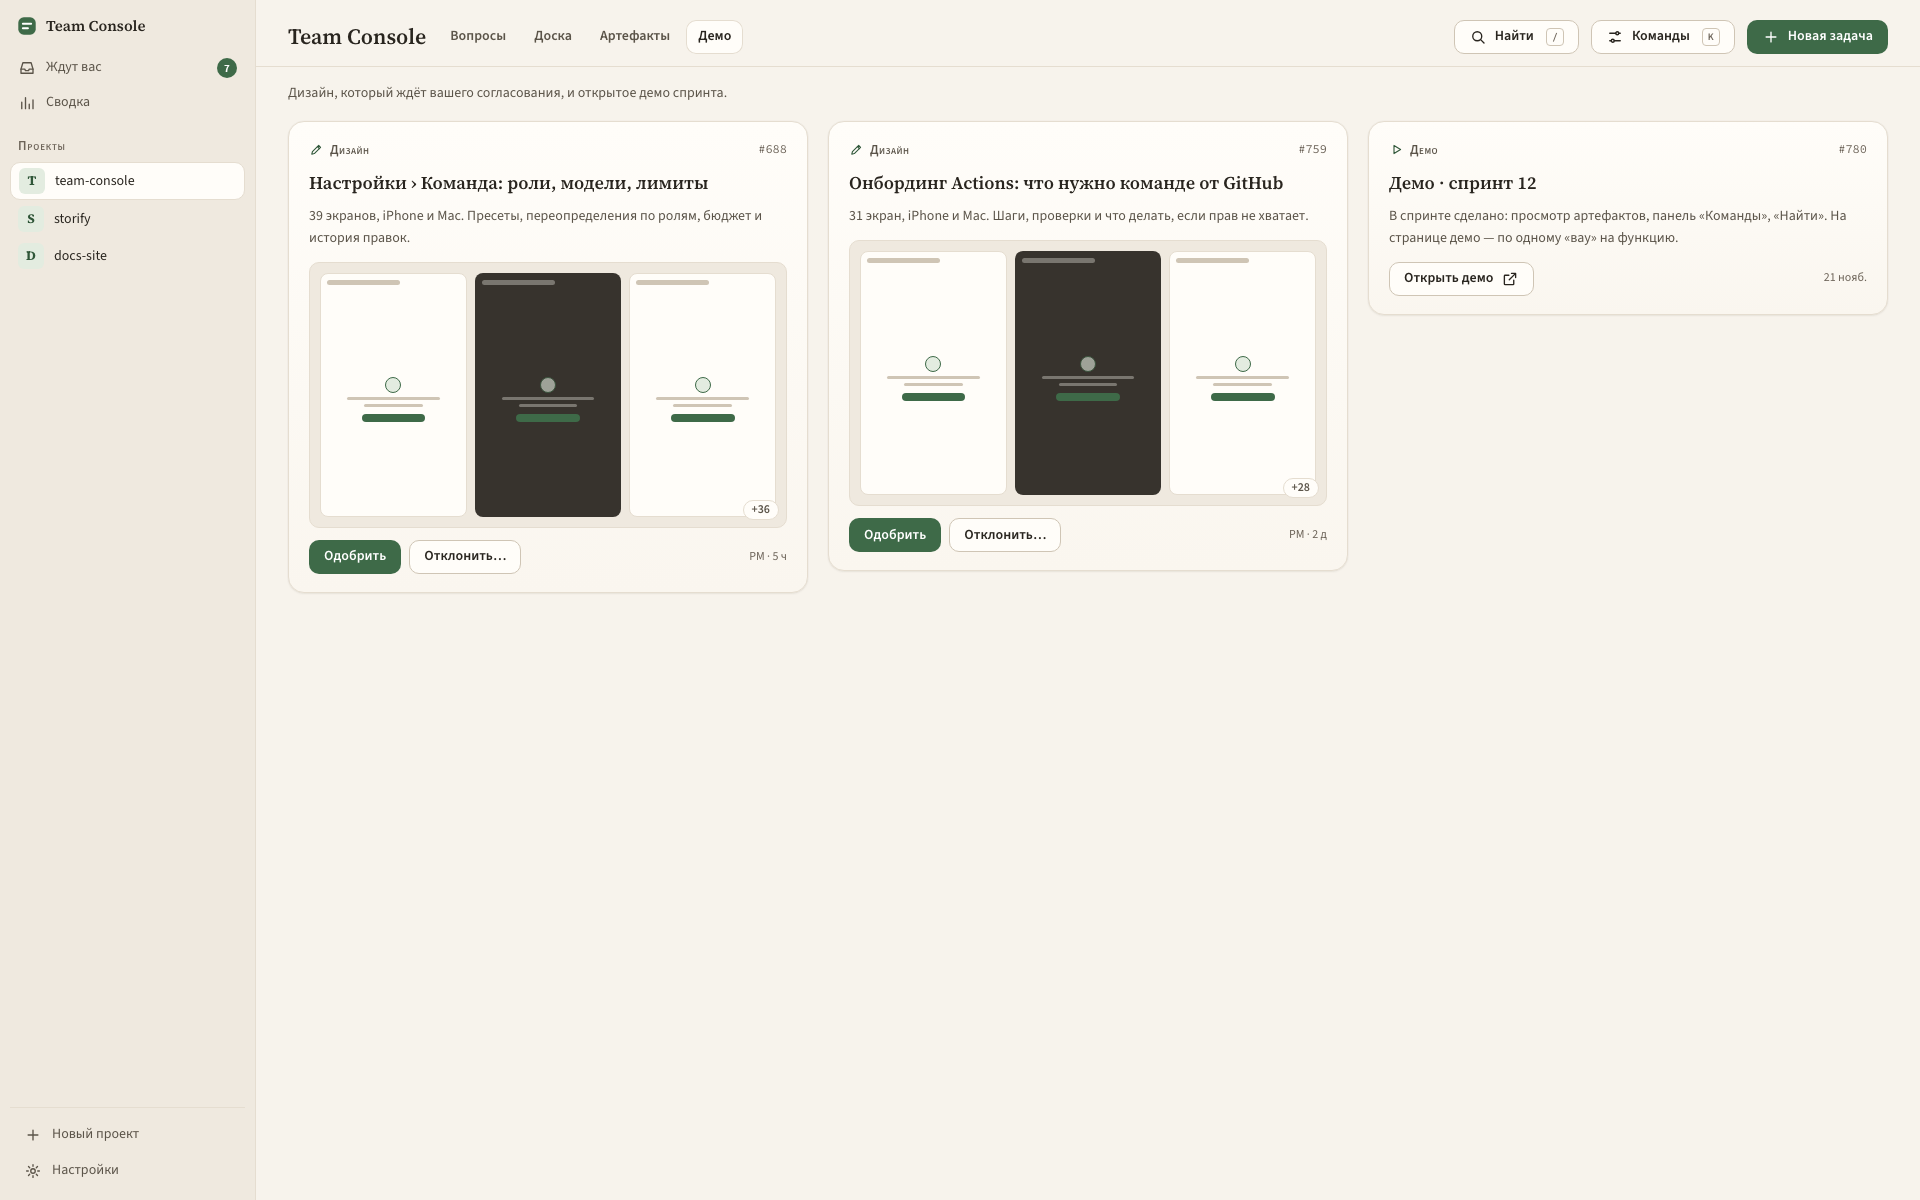 Team Console
Ждут вас
7
Сводка
Проекты
T team-console
S storify
D docs-site
Новый проект
Настройки
Team Console
Вопросы
Доска
Артефакты
Демо
Найти /
Команды K
Новая задача
Дизайн, который ждёт вашего согласования, и открытое демо спринта.
Дизайн #688
Настройки › Команда: роли, модели, лимиты
39 экранов, iPhone и Mac. Пресеты, переопределения по ролям, бюджет и
история правок.
+36
Одобрить
Отклонить…
PM · 5 ч
Дизайн #759
Онбординг Actions: что нужно команде от GitHub
31 экран, iPhone и Mac. Шаги, проверки и что делать, если прав не хватает.
+28
Одобрить
Отклонить…
PM · 2 д
Демо #780
Демо · спринт 12
В спринте сделано: просмотр артефактов, панель «Команды», «Найти». На
странице демо — по одному «вау» на функцию.
Открыть демо
21 нояб.